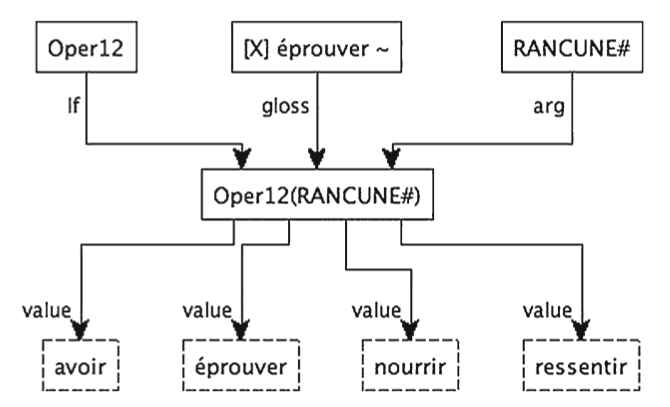 Oper12
[X] éprouver ~
RANCUNE#
lf
gloss
arg
Oper12(RANCUNE#)
value
value
value
value
avoir
éprouver
nourrir
ressentir